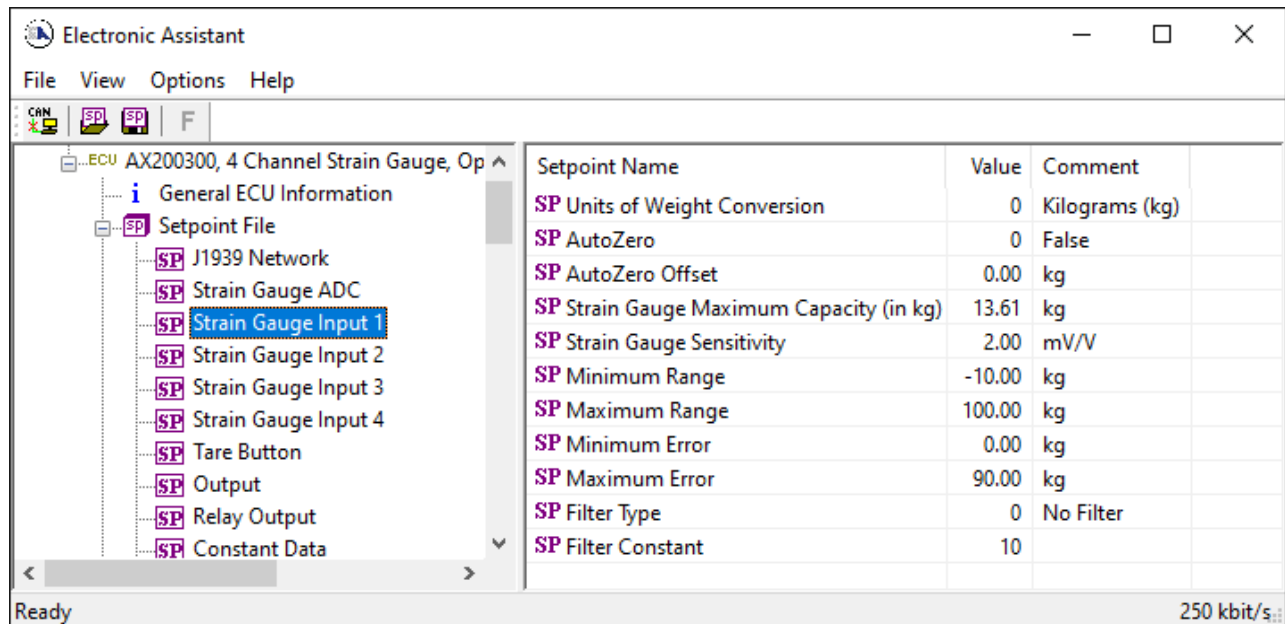 Electronic Assistant
File View Options Help
CAN SP SP F
ECU AX200300, 4 Channel Strain Gauge, Op
i General ECU Information
SP Setpoint File
SP J1939 Network
SP Strain Gauge ADC
SP Strain Gauge Input 1
SP Strain Gauge Input 2
SP Strain Gauge Input 3
SP Strain Gauge Input 4
SP Tare Button
SP Output
SP Relay Output
SP Constant Data
Setpoint Name Value Comment
SP Units of Weight Conversion 0 Kilograms (kg)
SP AutoZero 0 False
SP AutoZero Offset 0.00 kg
SP Strain Gauge Maximum Capacity (in kg) 13.61 kg
SP Strain Gauge Sensitivity 2.00 mV/V
SP Minimum Range -10.00 kg
SP Maximum Range 100.00 kg
SP Minimum Error 0.00 kg
SP Maximum Error 90.00 kg
SP Filter Type 0 No Filter
SP Filter Constant 10
Ready 250 kbit/s